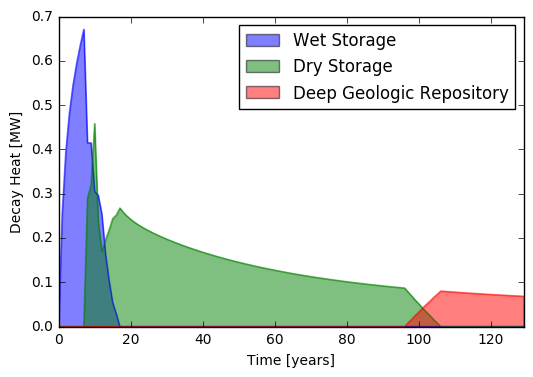 0.7
0.6
0.5
0.4
0.3
0.2
0.1
0.0
Decay Heat [MW]
Wet Storage
Dry Storage
Deep Geologic Repository
0 20 40 60 80 100 120
Time [years]